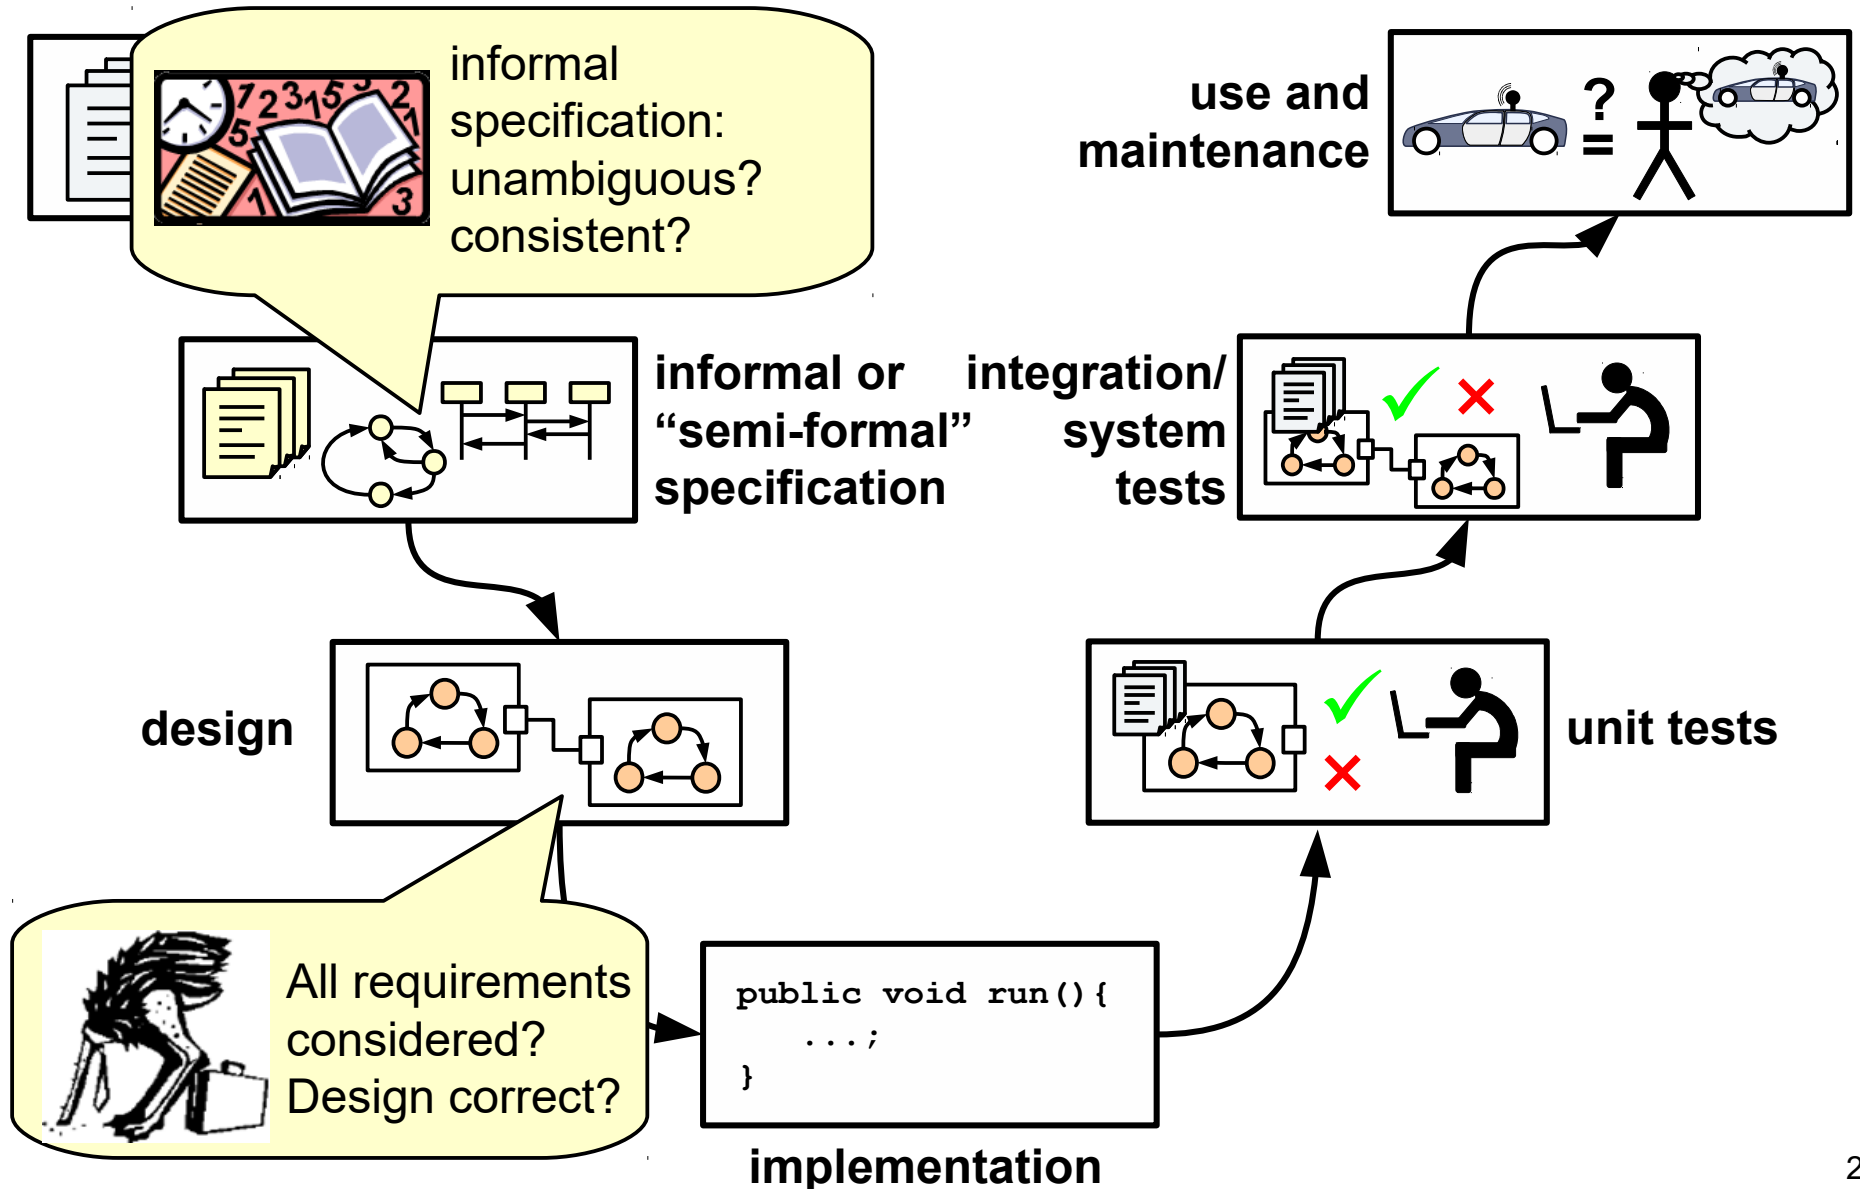 informal
specification:
unambiguous?
consistent?
use and
maintenance
?
=
informal or
“semi-formal”
specification
integration/
system
tests
design
unit tests
All requirements
considered?
Design correct?
public void run(){
...;
}
implementation
2